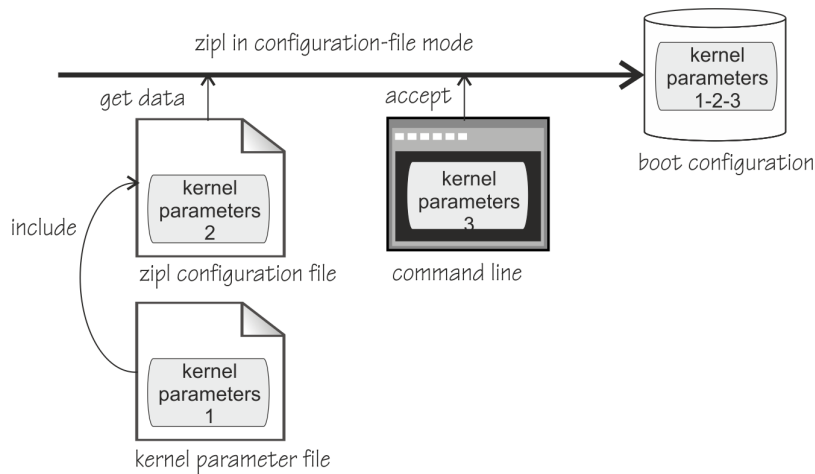 zipl in configuration-file mode
kernel
parameters
1-2-3
boot configuration
get data
accept
kernel
parameters
2
zipl configuration file
kernel
parameters
3
command line
include
kernel
parameters
1
kernel parameter file